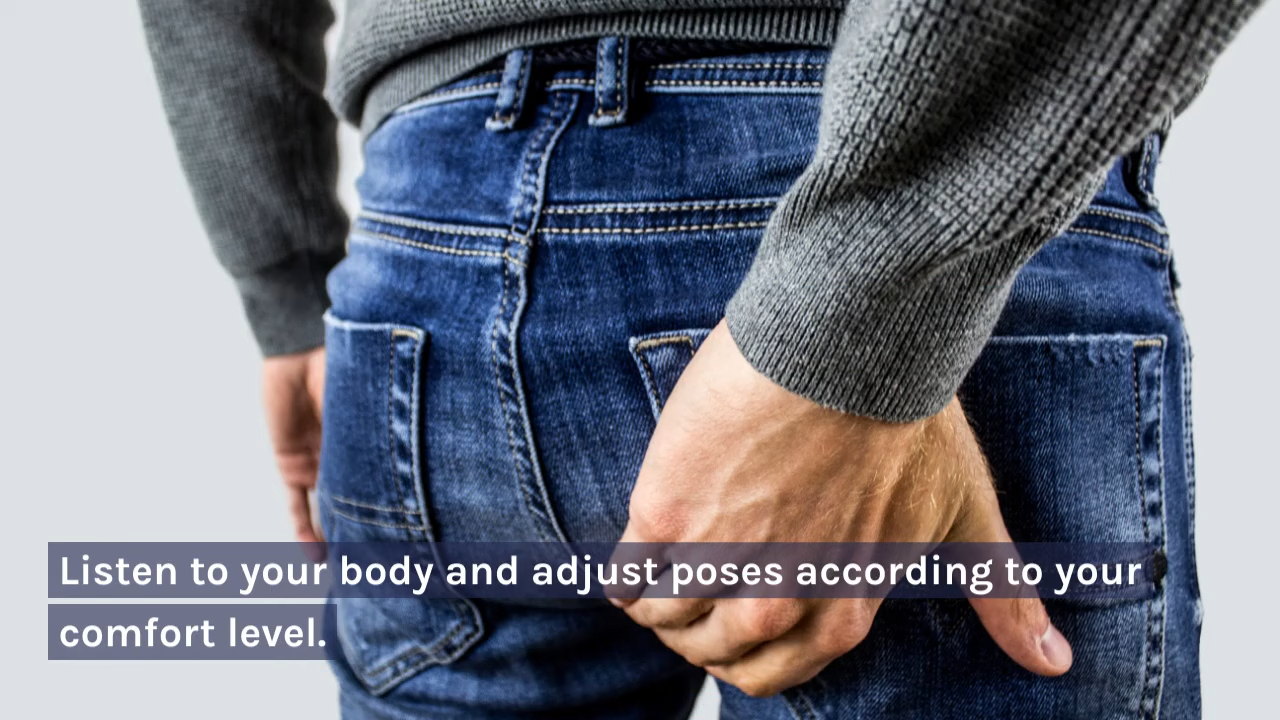 Listen to your body and adjust poses according to your
comfort level.